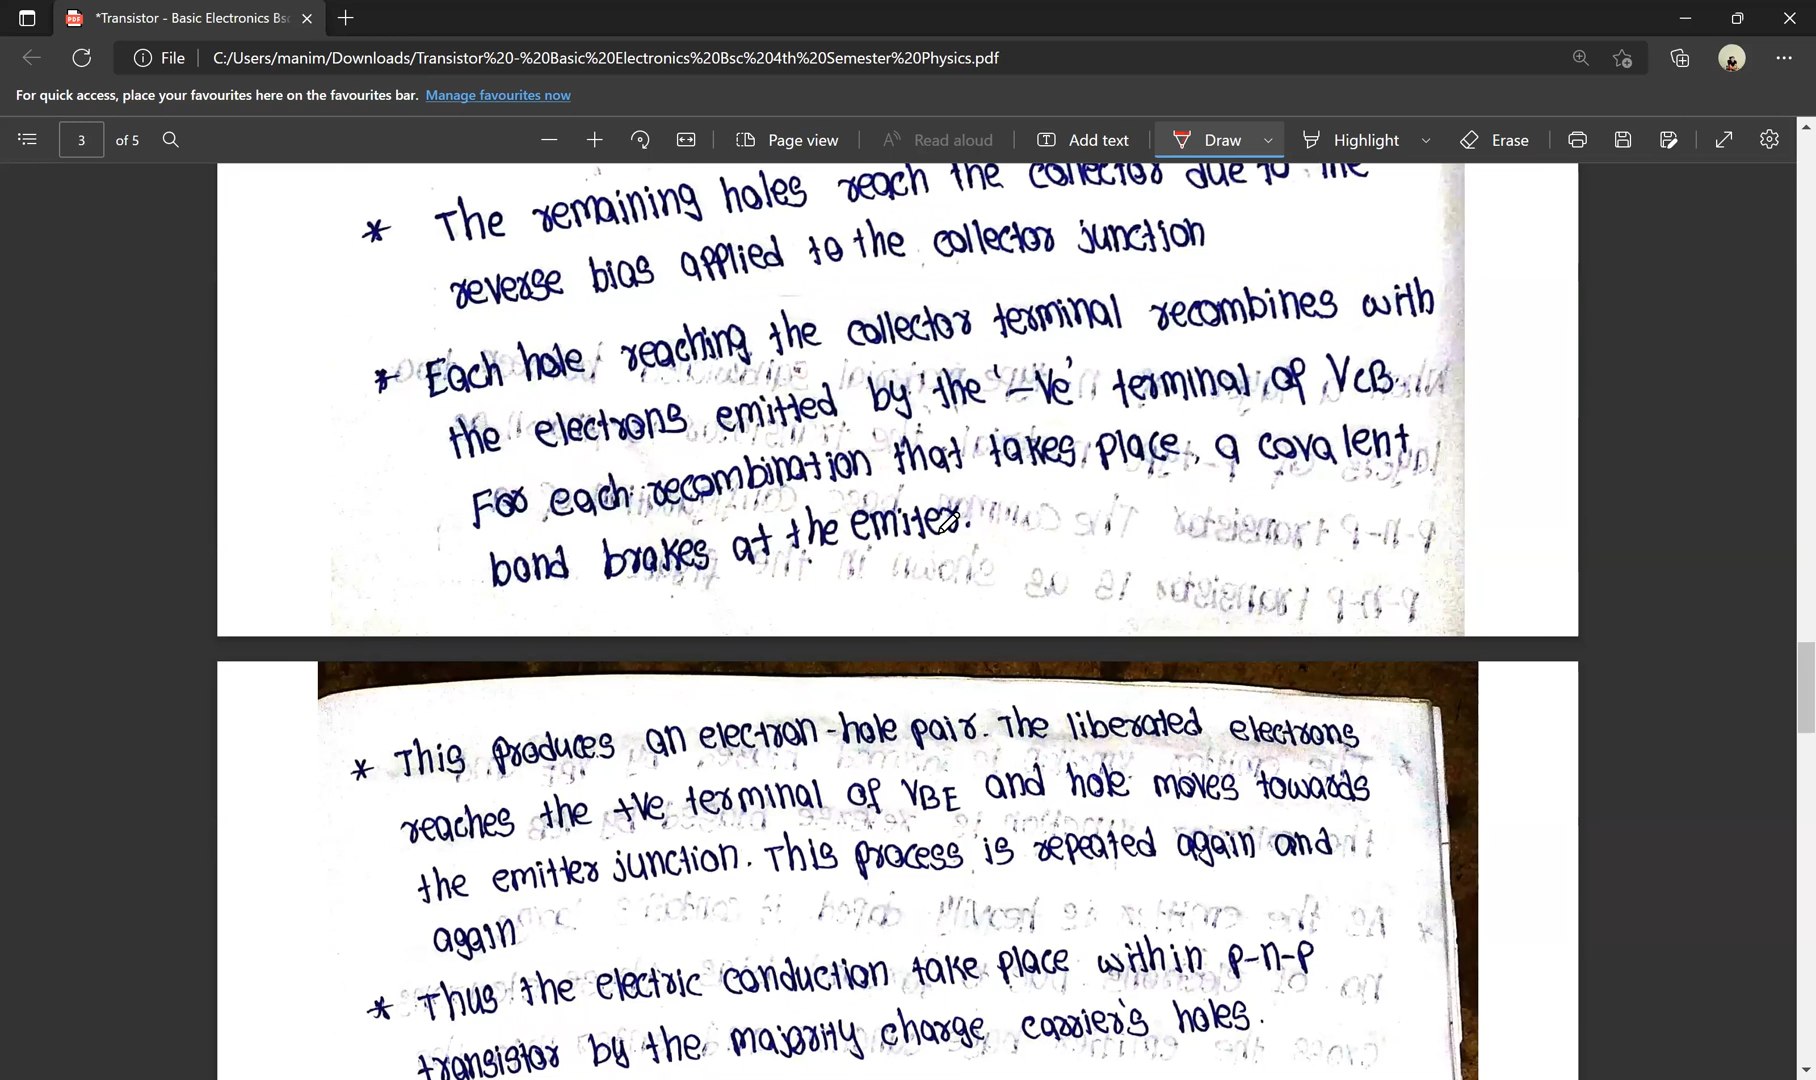 *Transistor - Basic Electronics Bsc
File C:/Users/manim/Downloads/Transistor%20-%20Basic%20Electronics%20Bsc%204th%20Semester%20Physics.pdf
For quick access, place your favourites here on the favourites bar. Manage favourites now
3 of 5 Page view Read aloud Add text Draw Highlight Erase
* The remaining holes reach the collector due to the
reverse bias applied to the collector junction
* Each hole reaching the collector terminal recombines with
the electrons emitted by the '-ve' terminal of VCB.
For each recombination that takes place, a covalent
bond brakes at the emiter.
* This produces an electron-hole pair. The liberated electrons
reaches the +ve terminal of VBE and hole moves towards
the emitter junction. This process is repeated again and
again
* Thus the electric conduction take place within p-n-p
transistor by the majority charge carrier's holes.